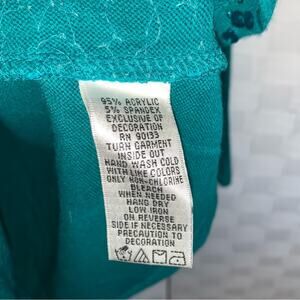 95% ACRYLIC
5% SPANDEX
EXCLUSIVE OF
DECORATION
RN 90133
TURN GARMENT
INSIDE OUT
HAND WASH COLD
WITH LIKE COLORS
ONLY NON-CHLORINE
BLEACH
WHEN NEEDED
HANG DRY
LOW IRON
ON REVERSE
SIDE IF NECESSARY
PRECAUTION TO
DECORATION